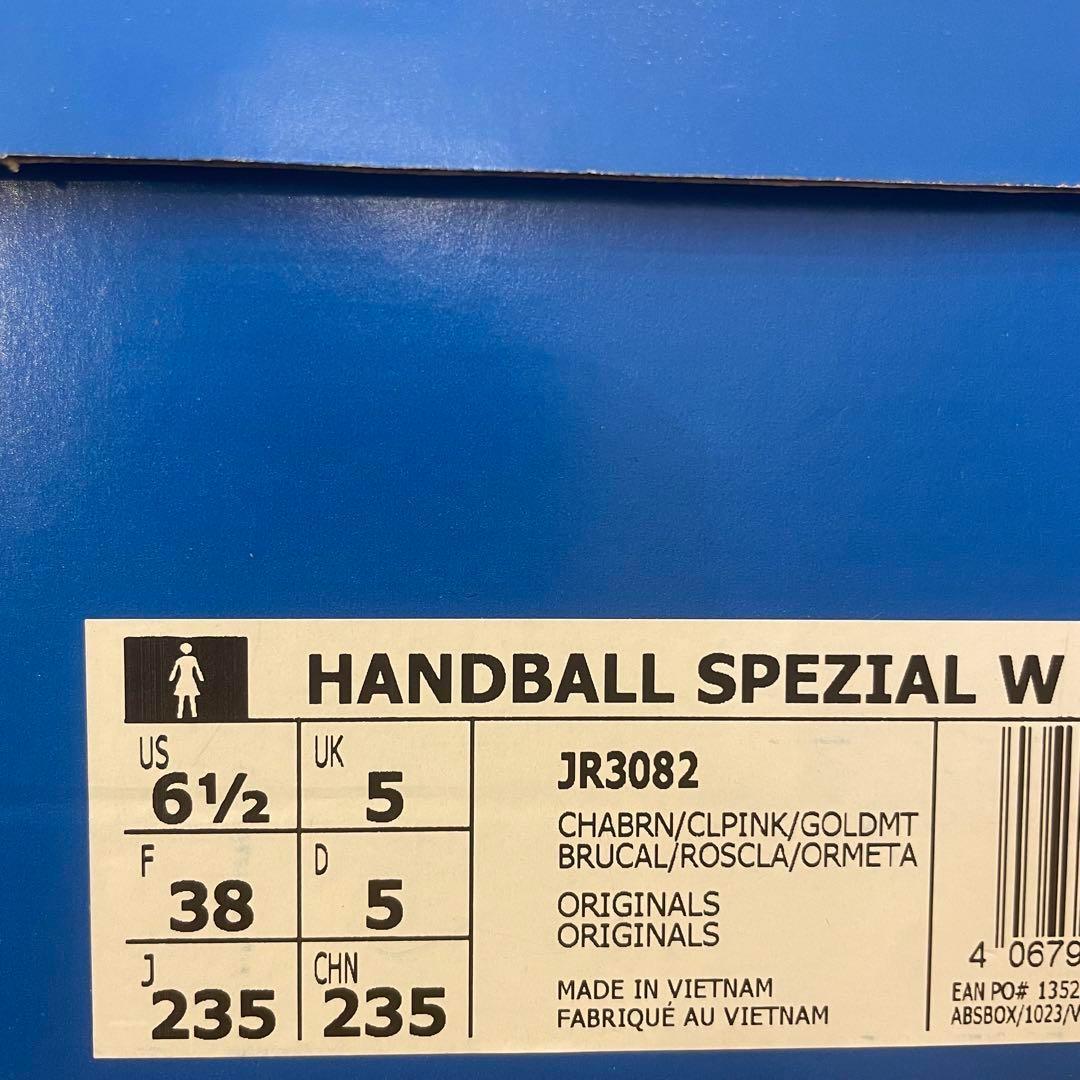 HANDBALL SPEZIAL W
US 6½ UK 5
F 38 D 5
J 235 CHN 235
JR3082
CHABRN/CLPINK/GOLDMT
BRUCAL/ROSCLA/ORMETA
ORIGINALS
ORIGINALS
MADE IN VIETNAM
FABRIQUÉ AU VIETNAM
4 0679
EAN PO# 1352
ABSBOX/1023/V